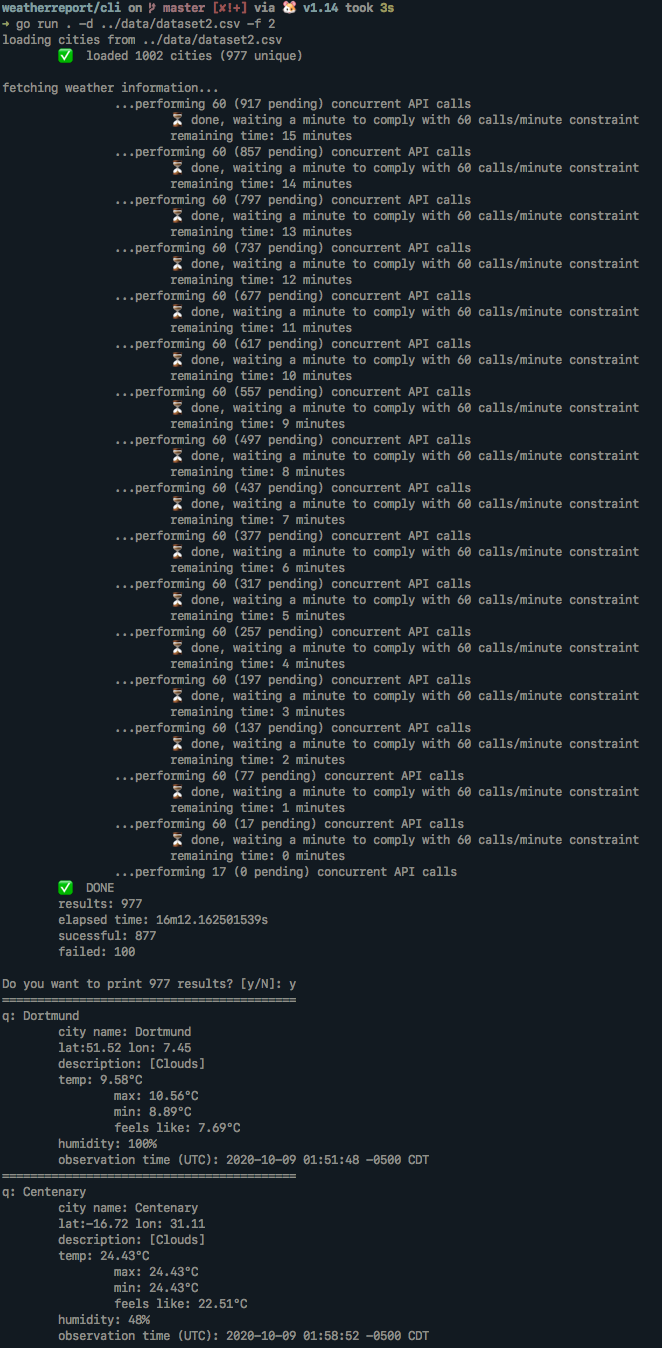 weatherreport/cli on master [✘!+] via 🐹 v1.14 took 3s
➜ go run . -d ../data/dataset2.csv -f 2
loading cities from ../data/dataset2.csv
✅ loaded 1002 cities (977 unique)
fetching weather information...
...performing 60 (917 pending) concurrent API calls
⏳ done, waiting a minute to comply with 60 calls/minute constraint
remaining time: 15 minutes
...performing 60 (857 pending) concurrent API calls
⏳ done, waiting a minute to comply with 60 calls/minute constraint
remaining time: 14 minutes
...performing 60 (797 pending) concurrent API calls
⏳ done, waiting a minute to comply with 60 calls/minute constraint
remaining time: 13 minutes
...performing 60 (737 pending) concurrent API calls
⏳ done, waiting a minute to comply with 60 calls/minute constraint
remaining time: 12 minutes
...performing 60 (677 pending) concurrent API calls
⏳ done, waiting a minute to comply with 60 calls/minute constraint
remaining time: 11 minutes
...performing 60 (617 pending) concurrent API calls
⏳ done, waiting a minute to comply with 60 calls/minute constraint
remaining time: 10 minutes
...performing 60 (557 pending) concurrent API calls
⏳ done, waiting a minute to comply with 60 calls/minute constraint
remaining time: 9 minutes
...performing 60 (497 pending) concurrent API calls
⏳ done, waiting a minute to comply with 60 calls/minute constraint
remaining time: 8 minutes
...performing 60 (437 pending) concurrent API calls
⏳ done, waiting a minute to comply with 60 calls/minute constraint
remaining time: 7 minutes
...performing 60 (377 pending) concurrent API calls
⏳ done, waiting a minute to comply with 60 calls/minute constraint
remaining time: 6 minutes
...performing 60 (317 pending) concurrent API calls
⏳ done, waiting a minute to comply with 60 calls/minute constraint
remaining time: 5 minutes
...performing 60 (257 pending) concurrent API calls
⏳ done, waiting a minute to comply with 60 calls/minute constraint
remaining time: 4 minutes
...performing 60 (197 pending) concurrent API calls
⏳ done, waiting a minute to comply with 60 calls/minute constraint
remaining time: 3 minutes
...performing 60 (137 pending) concurrent API calls
⏳ done, waiting a minute to comply with 60 calls/minute constraint
remaining time: 2 minutes
...performing 60 (77 pending) concurrent API calls
⏳ done, waiting a minute to comply with 60 calls/minute constraint
remaining time: 1 minutes
...performing 60 (17 pending) concurrent API calls
⏳ done, waiting a minute to comply with 60 calls/minute constraint
remaining time: 0 minutes
...performing 17 (0 pending) concurrent API calls
✅ DONE
results: 977
elapsed time: 16m12.162501539s
sucessful: 877
failed: 100
Do you want to print 977 results? [y/N]: y
==========================================
q: Dortmund
city name: Dortmund
lat:51.52 lon: 7.45
description: [Clouds]
temp: 9.58°C
max: 10.56°C
min: 8.89°C
feels like: 7.69°C
humidity: 100%
observation time (UTC): 2020-10-09 01:51:48 -0500 CDT
==========================================
q: Centenary
city name: Centenary
lat:-16.72 lon: 31.11
description: [Clouds]
temp: 24.43°C
max: 24.43°C
min: 24.43°C
feels like: 22.51°C
humidity: 48%
observation time (UTC): 2020-10-09 01:58:52 -0500 CDT